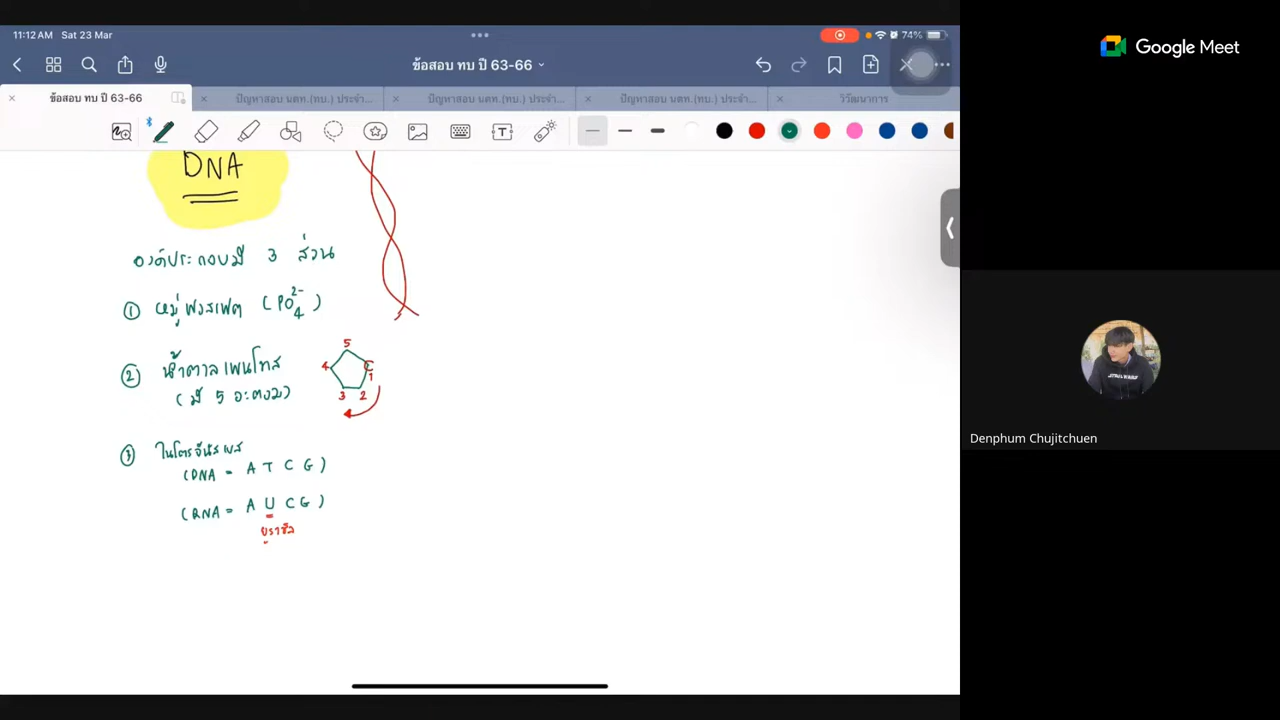 11:12 AM Sat 23 Mar
74%
Google Meet
ข้อสอบ ทบ ปี 63-66
ข้อสอบ ทบ ปี 63-66
ปัญหาสอบ นตท.(ทบ.) ประจำ...
ปัญหาสอบ นตท.(ทบ.) ประจำ...
ปัญหาสอบ นตท.(ทบ.) ประจำ...
วิวัฒนาการ
DNA
องค์ประกอบมี 3 ส่วน
① หมู่ฟอสเฟต (PO₄²⁻)
② น้ำตาลเพนโทส
(มี 5 อะตอม)
5
4
C
1
3 2
③ ไนโตรจีนัสเบส
(DNA = A T C G)
(RNA = A U C G)
ยูราซิล
Denphum Chujitchuen